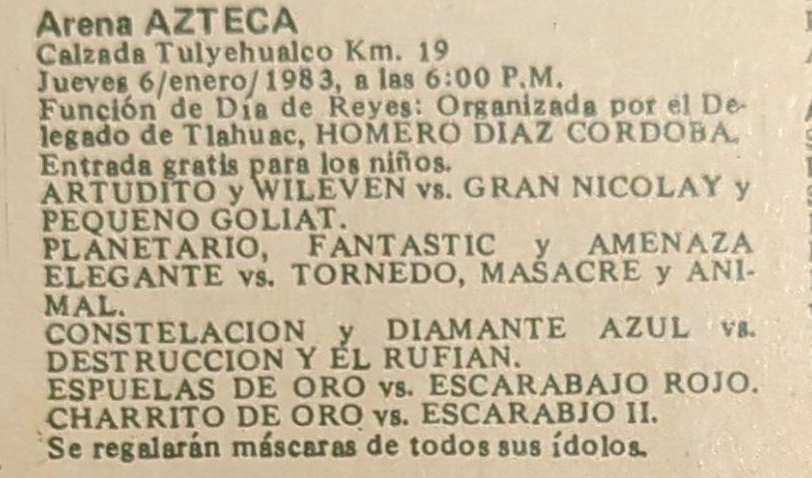 Arena AZTECA
Calzada Tulyehualco Km. 19
Jueves 6/enero/1983, a las 6:00 P.M.
Función de Día de Reyes: Organizada por el De-
legado de Tlahuac, HOMERO DIAZ CORDOBA.
Entrada gratis para los niños.
ARTUDITO y WILEVEN vs. GRAN NICOLAY y
PEQUENO GOLIAT.
PLANETARIO, FANTASTIC y AMENAZA
ELEGANTE vs. TORNEDO, MASACRE y ANI-
MAL.
CONSTELACION y DIAMANTE AZUL vs.
DESTRUCCION Y EL RUFIAN.
ESPUELAS DE ORO vs. ESCARABAJO ROJO.
CHARRITO DE ORO vs. ESCARABJO II.
Se regalarán máscaras de todos sus ídolos.